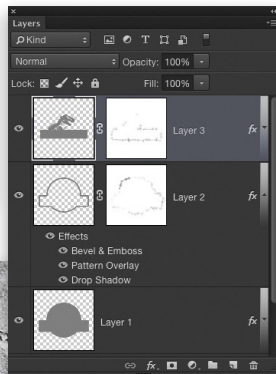 Layers
Kind
T
Normal Opacity: 100%
Lock: Fill: 100%
Layer 3 fx
Layer 2 fx
Effects
Bevel & Emboss
Pattern Overlay
Drop Shadow
Layer 1 fx
fx.